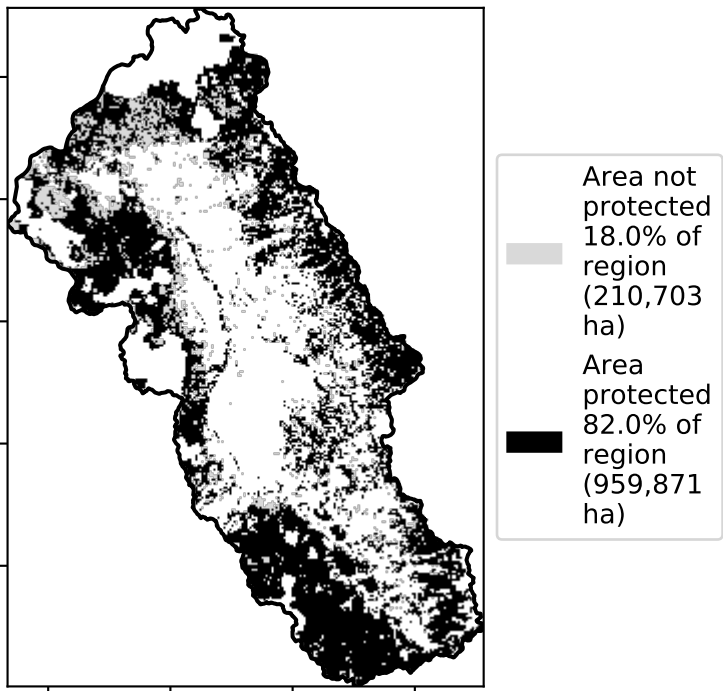 Area not
protected
18.0% of
region
(210,703
ha)
Area
protected
82.0% of
region
(959,871
ha)